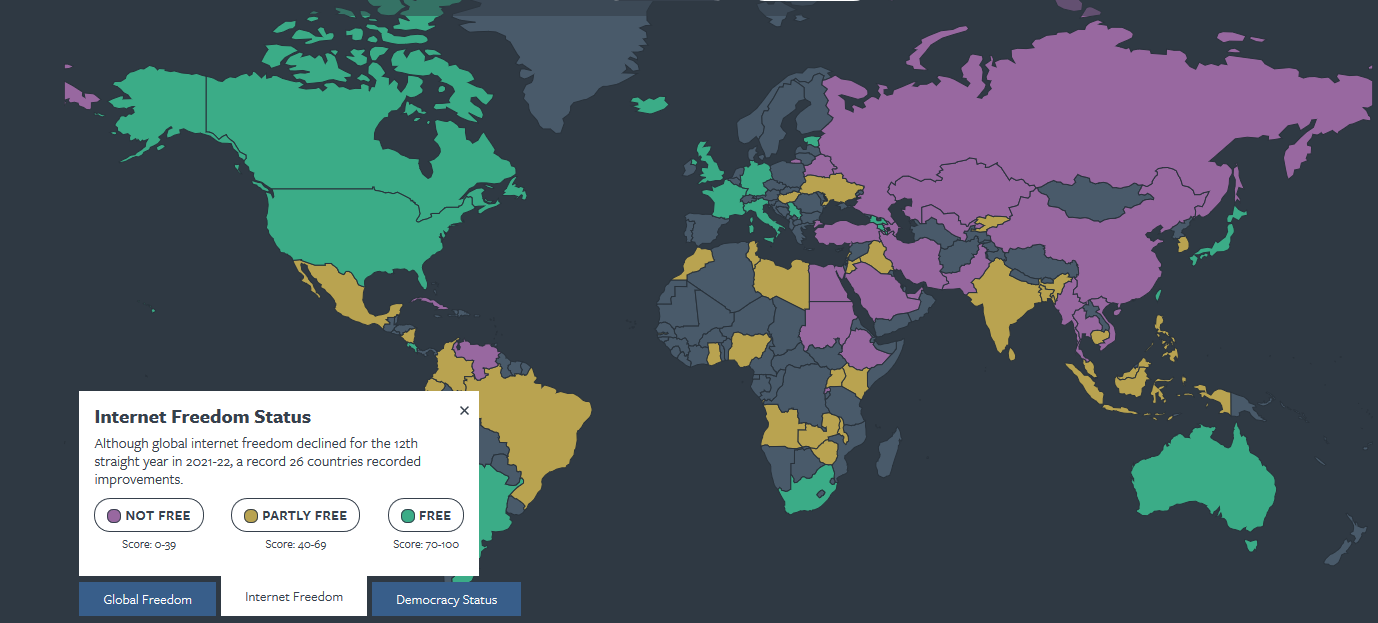 Internet Freedom Status ×
Although global internet freedom declined for the 12th
straight year in 2021-22, a record 26 countries recorded
improvements.
NOT FREE PARTLY FREE FREE
Score: 0-39 Score: 40-69 Score: 70-100
Global Freedom Internet Freedom Democracy Status